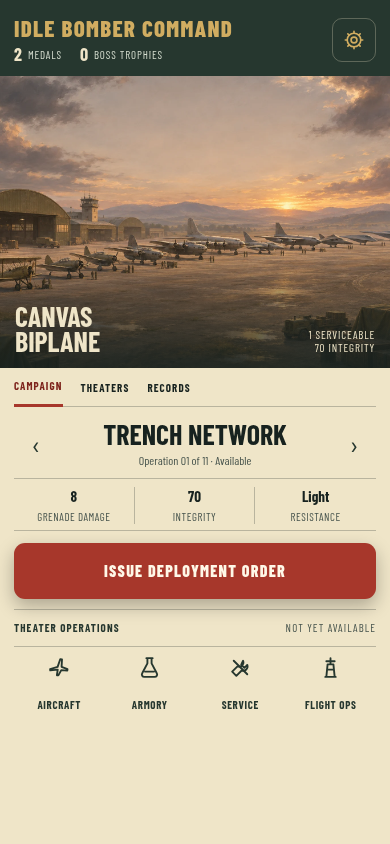 IDLE BOMBER COMMAND
2 MEDALS 0 BOSS TROPHIES
CANVAS
BIPLANE
1 SERVICEABLE
70 INTEGRITY
CAMPAIGN THEATERS RECORDS
‹ TRENCH NETWORK ›
Operation 01 of 11 · Available
8 70 Light
GRENADE DAMAGE INTEGRITY RESISTANCE
ISSUE DEPLOYMENT ORDER
THEATER OPERATIONS NOT YET AVAILABLE
AIRCRAFT ARMORY SERVICE FLIGHT OPS